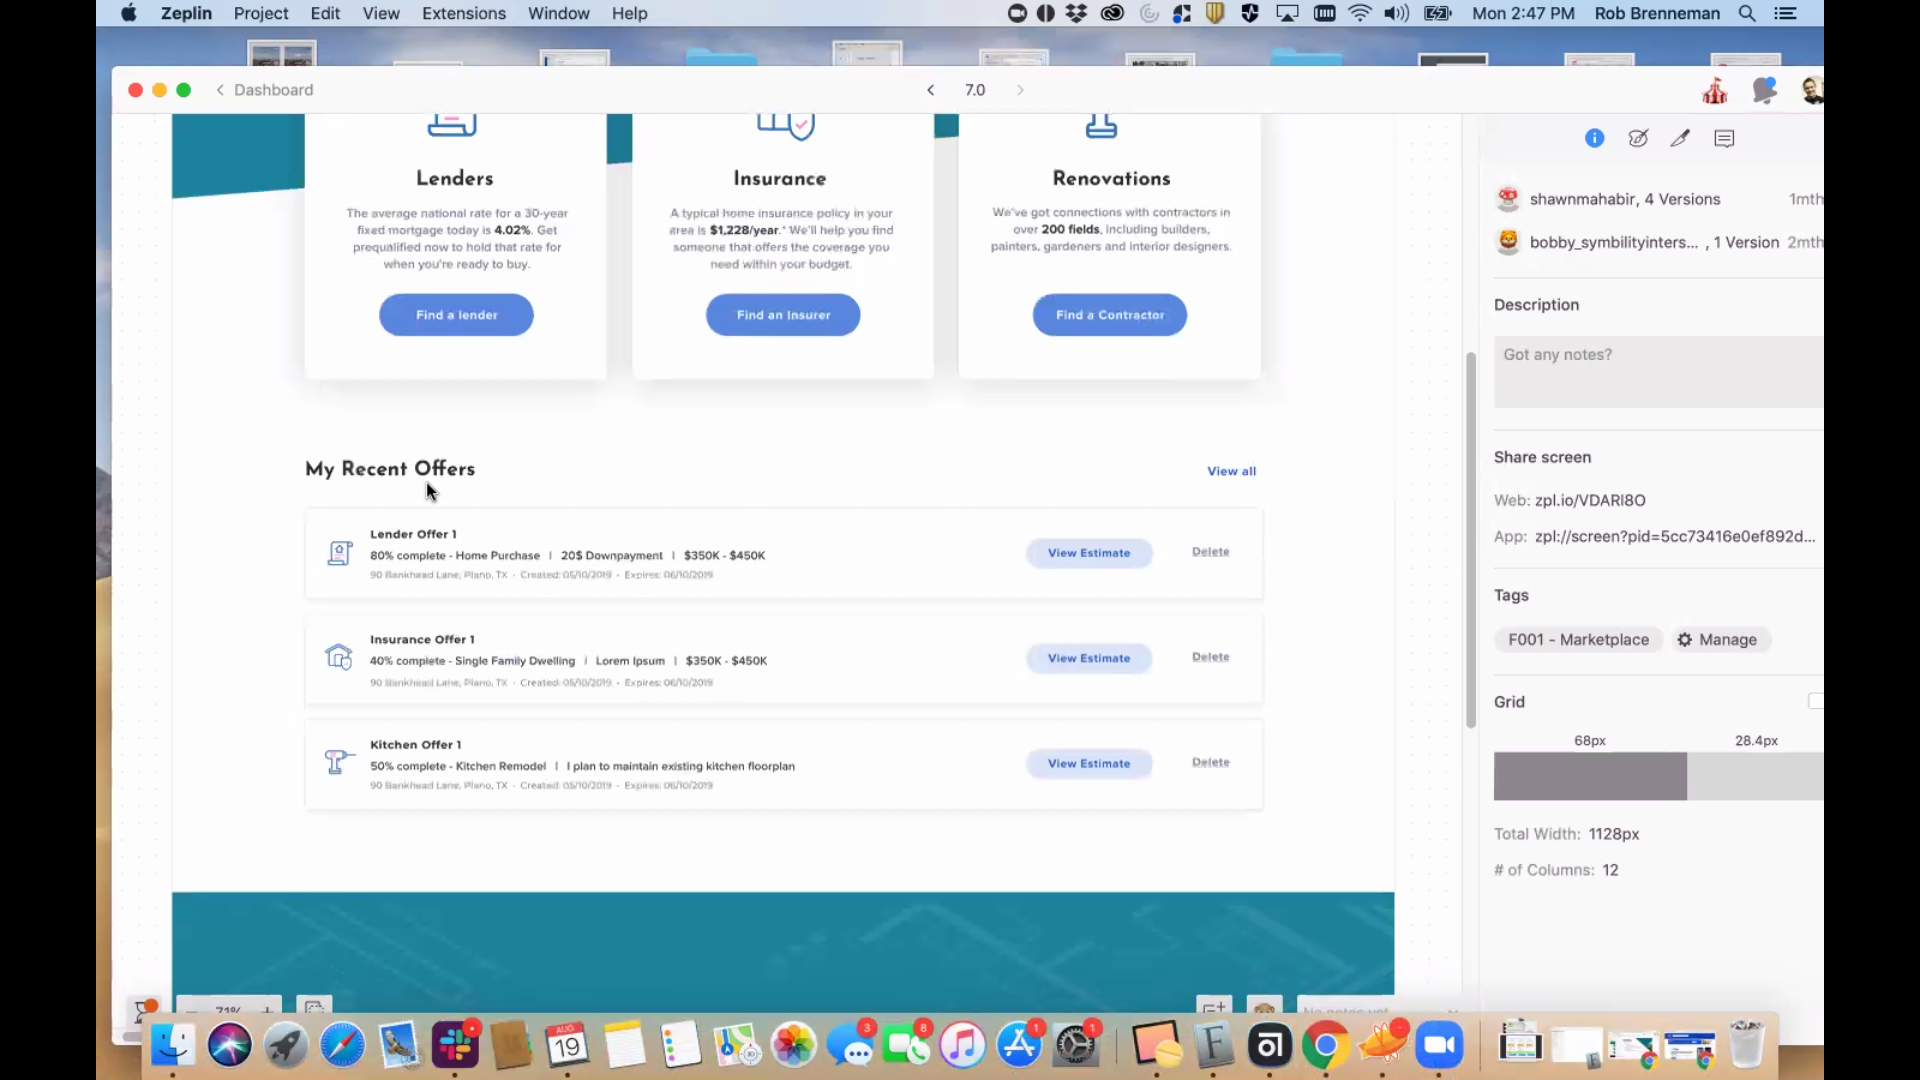 Zeplin Project Edit View Extensions Window Help Mon 2:47 PM Rob Brenneman
Dashboard 7.0
Lenders
The average national rate for a 30-year
fixed mortgage today is 4.02%. Get
prequalified now to hold that rate for
when you're ready to buy.
Find a lender
Insurance
A typical home insurance policy in your
area is $1,228/year.* We'll help you find
someone that offers the coverage you
need within your budget.
Find an Insurer
Renovations
We've got connections with contractors in
over 200 fields, including builders,
painters, gardeners and interior designers.
Find a Contractor
My Recent Offers
View all
Lender Offer 1
80% complete - Home Purchase | 20$ Downpayment | $350K - $450K
90 Bankhead Lane, Plano, TX · Created: 05/10/2019 · Expires: 06/10/2019
View Estimate
Delete
Insurance Offer 1
40% complete - Single Family Dwelling | Lorem Ipsum | $350K - $450K
90 Bankhead Lane, Plano, TX · Created: 05/10/2019 · Expires: 06/10/2019
View Estimate
Delete
Kitchen Offer 1
50% complete - Kitchen Remodel | I plan to maintain existing kitchen floorplan
90 Bankhead Lane, Plano, TX · Created: 05/10/2019 · Expires: 06/10/2019
View Estimate
Delete
shawnmahabir, 4 Versions 1mth
bobby_symbilityinters... , 1 Version 2mth
Description
Got any notes?
Share screen
Web: zpl.io/VDARl8O
App: zpl://screen?pid=5cc73416e0ef892d...
Tags
F001 - Marketplace Manage
Grid
68px 28.4px
Total Width: 1128px
# of Columns: 12
71%
No notes yet
AUG
19
3
8
1
1